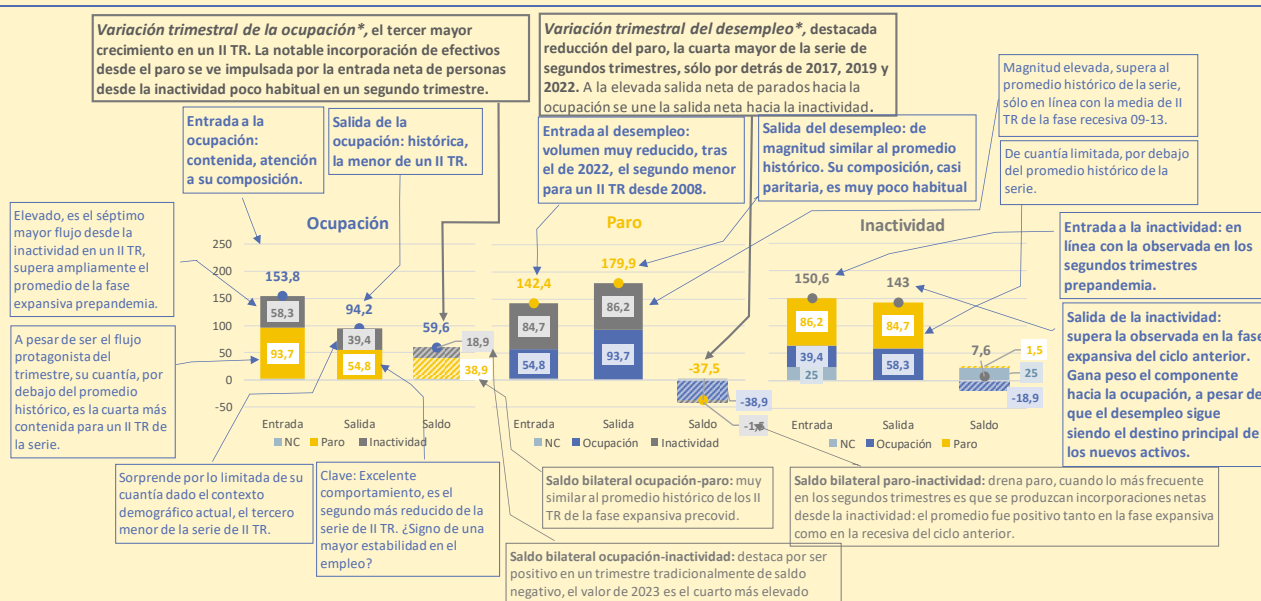 Variación trimestral de la ocupación*, el tercer mayor
crecimiento en un II TR. La notable incorporación de efectivos
desde el paro se ve impulsada por la entrada neta de personas
desde la inactividad poco habitual en un segundo trimestre.
Variación trimestral del desempleo*, destacada
reducción del paro, la cuarta mayor de la serie de
segundos trimestres, sólo por detrás de 2017, 2019 y
2022. A la elevada salida neta de parados hacia la
ocupación se une la salida neta hacia la inactividad.
Magnitud elevada, supera al
promedio histórico de la serie,
sólo en línea con la media de II
TR de la fase recesiva 09-13.
Entrada a la
ocupación:
contenida, atención
a su composición.
Salida de la
ocupación: histórica,
la menor de un II TR.
Entrada al desempleo:
volumen muy reducido, tras
el de 2022, el segundo menor
para un II TR desde 2008.
Salida del desempleo: de
magnitud similar al promedio
histórico. Su composición, casi
paritaria, es muy poco habitual
De cuantía limitada, por debajo
del promedio histórico de la
serie.
Elevado, es el séptimo
mayor flujo desde la
inactividad en un II TR,
supera ampliamente el
promedio de la fase
expansiva prepandemia.
A pesar de ser el flujo
protagonista del
trimestre, su cuantía, por
debajo del promedio
histórico, es la cuarta más
contenida para un II TR de
la serie.
Ocupación
250
200
150
100
50
0
-50
153,8
58,3
93,7
94,2
39,4
54,8
59,6
18,9
38,9
Entrada
Salida
Saldo
NC
Paro
Inactividad
Paro
142,4
84,7
54,8
179,9
86,2
93,7
-37,5
-38,9
Entrada
Salida
Saldo
NC
Ocupación
Inactividad
Inactividad
150,6
86,2
39,4
25
143
84,7
58,3
7,6
1,5
25
-18,9
Entrada
Salida
Saldo
NC
Ocupación
Paro
Entrada a la inactividad: en
línea con la observada en los
segundos trimestres
prepandemia.
Salida de la inactividad:
supera la observada en la fase
expansiva del ciclo anterior.
Gana peso el componente
hacia la ocupación, a pesar de
que el desempleo sigue
siendo el destino principal de
los nuevos activos.
Sorprende por lo limitada de su
cuantía dado el contexto
demográfico actual, el tercero
menor de la serie de II TR.
Clave: Excelente
comportamiento, es el
segundo más reducido de la
serie de II TR. ¿Signo de una
mayor estabilidad en el
empleo?
Saldo bilateral ocupación-paro: muy
similar al promedio histórico de los II
TR de la fase expansiva precovid.
Saldo bilateral paro-inactividad: drena paro, cuando lo más frecuente
en los segundos trimestres es que se produzcan incorporaciones netas
desde la inactividad: el promedio fue positivo tanto en la fase expansiva
como en la recesiva del ciclo anterior.
Saldo bilateral ocupación-inactividad: destaca por ser
positivo en un trimestre tradicionalmente de saldo
negativo, el valor de 2023 es el cuarto más elevado